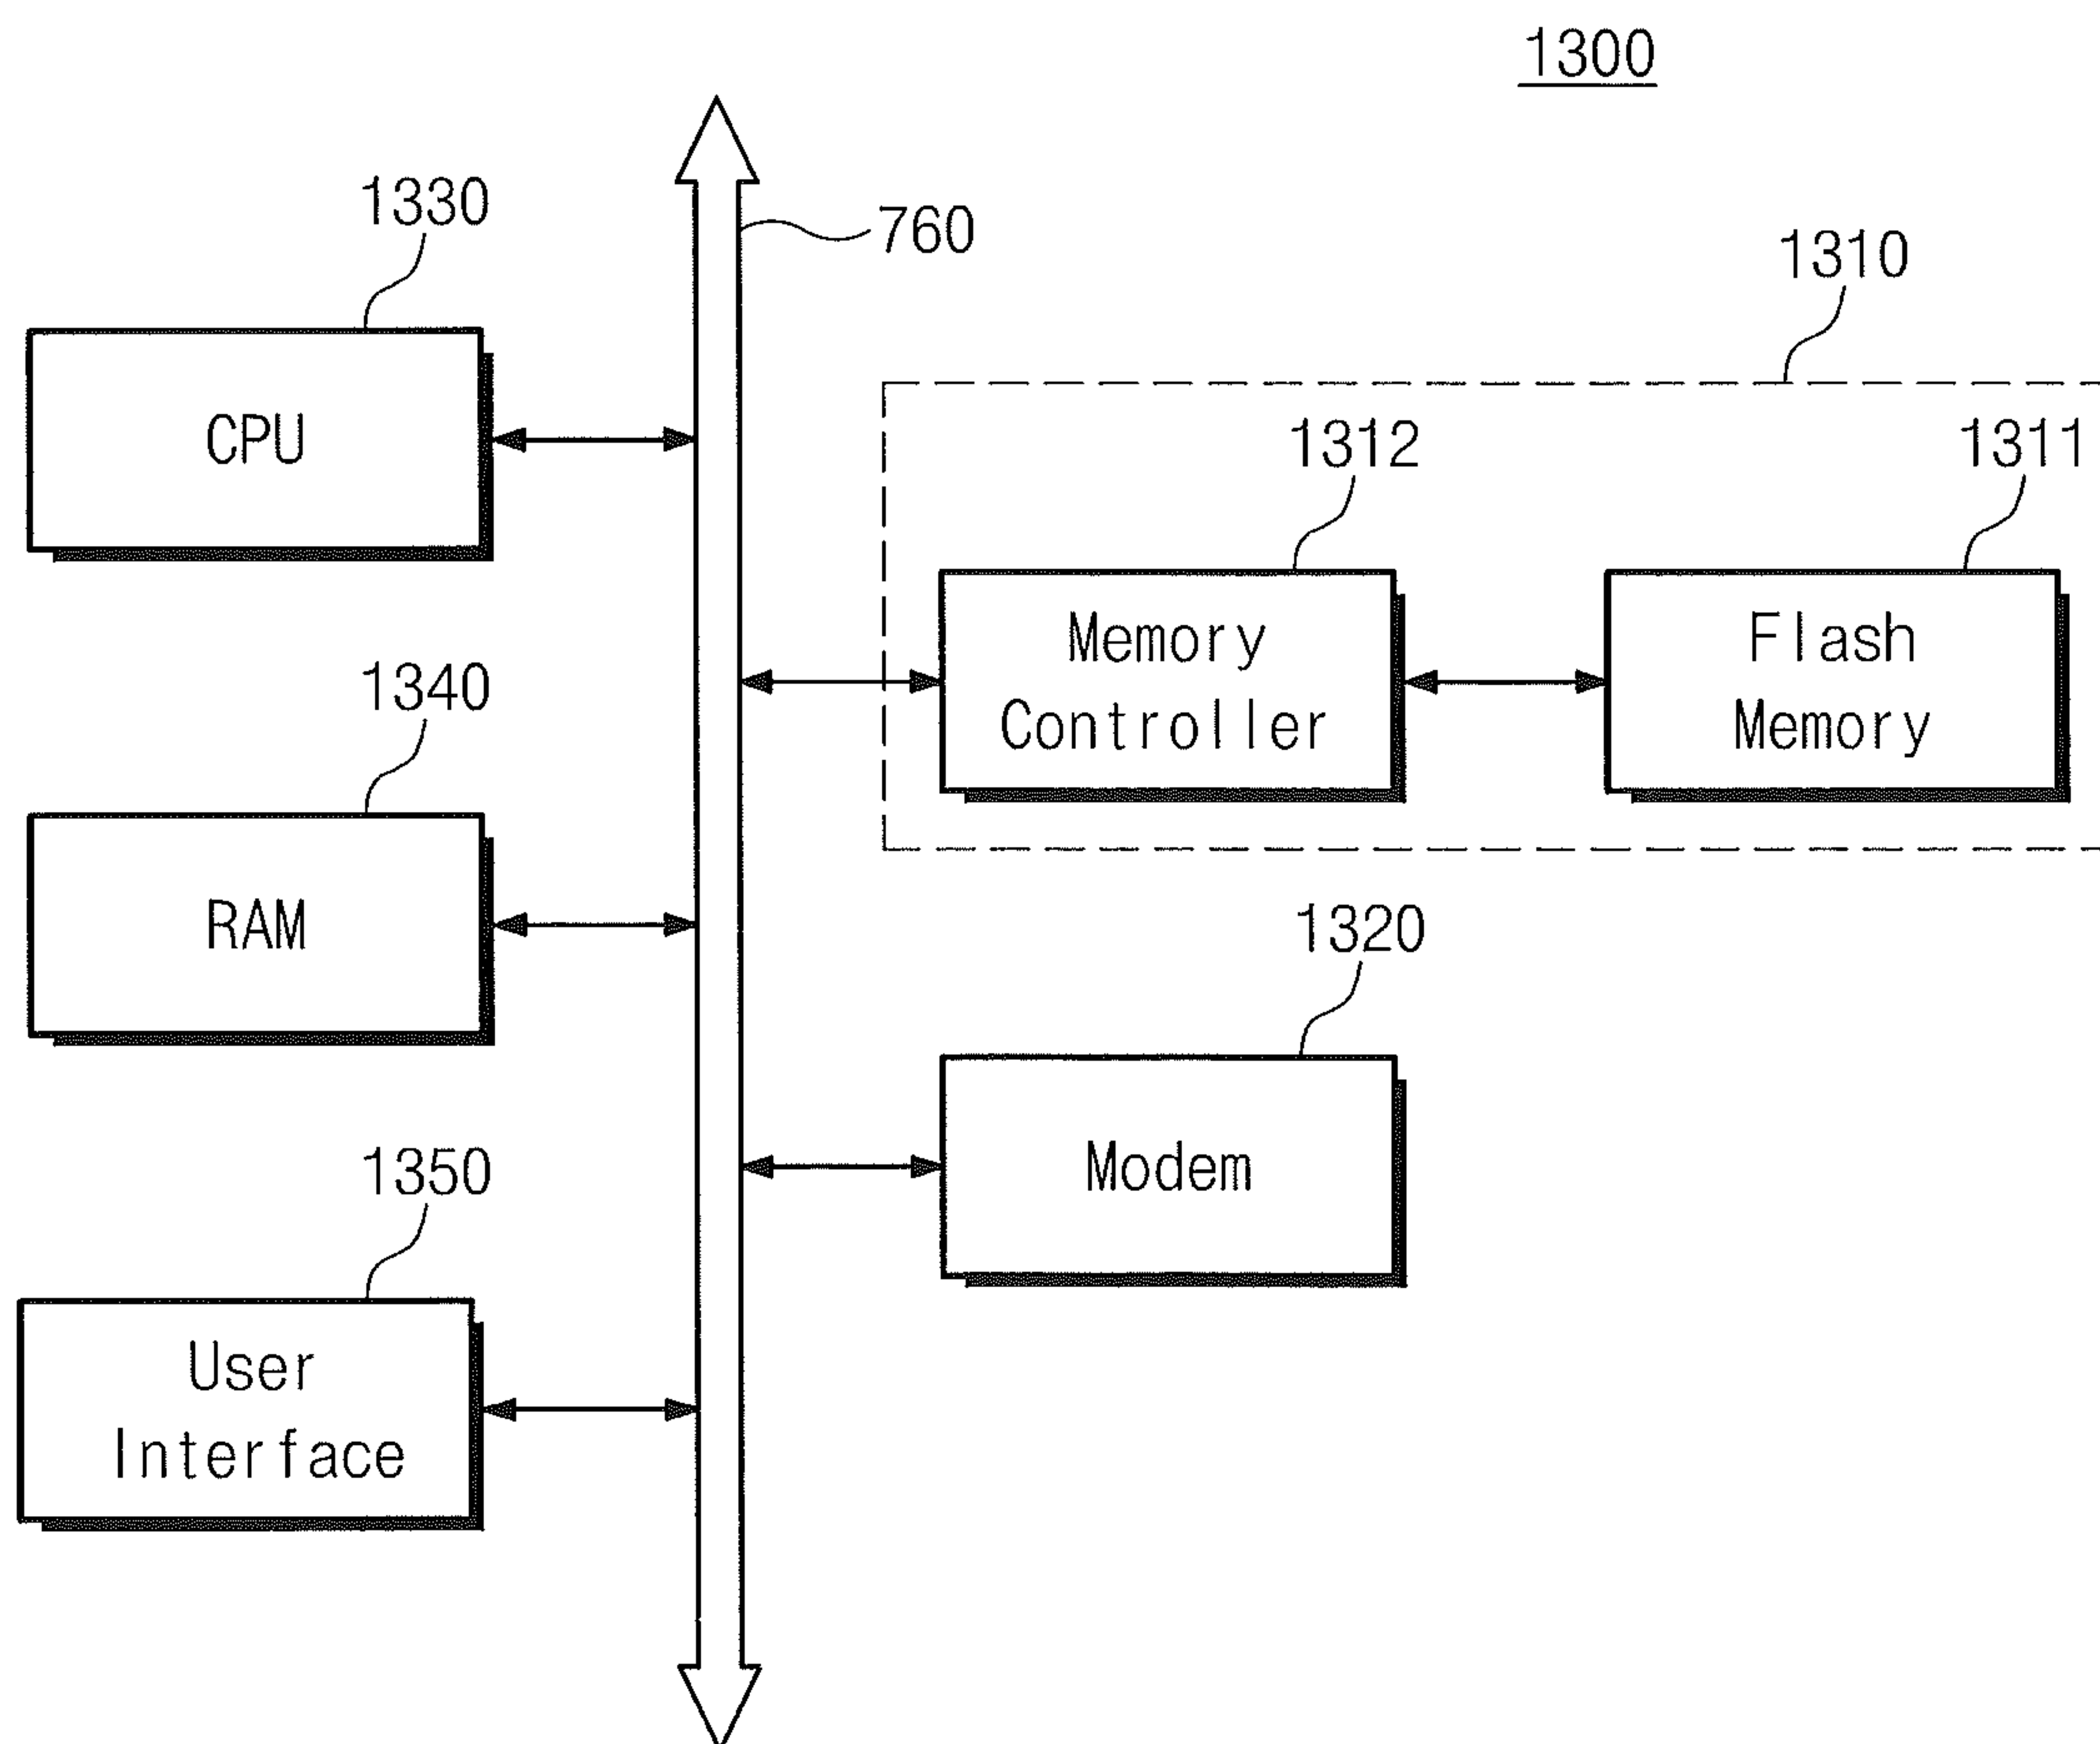 1300
1330
760
1310
CPU
1312
1311
Memory
Controller
Flash
Memory
1340
RAM
1320
Modem
1350
User
Interface